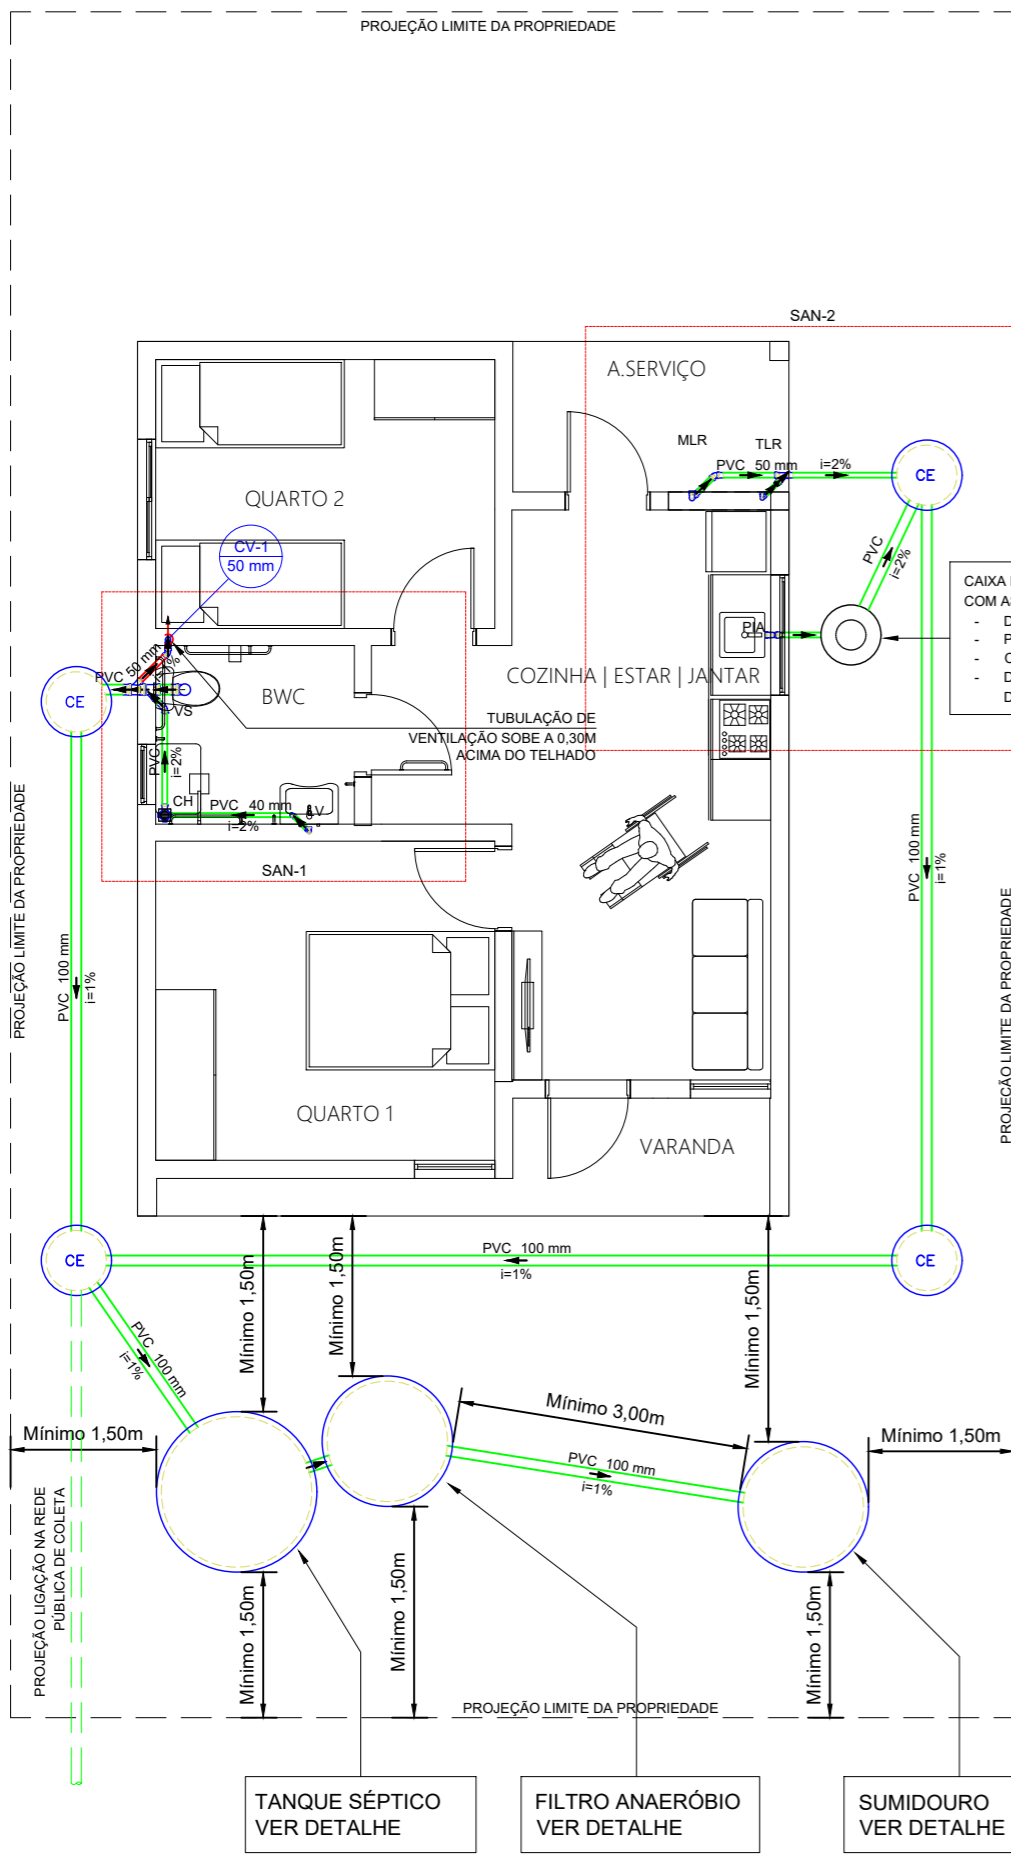 PROJEÇÃO LIMITE DA PROPRIEDADE
SAN-2
A.SERVIÇO
MLR
TLR
PVC 50 mm
i=2%
CE
QUARTO 2
CV-1
50 mm
PVC
i=2%
CAIXA
COM
PIA
PVC 50 mm
CE
VS
BWC
COZINHA | ESTAR | JANTAR
TUBULAÇÃO DE
VENTILAÇÃO SOBE A 0,30M
ACIMA DO TELHADO
PVC
i=2%
CH
PVC 40 mm
i=2%
LV
SAN-1
PROJEÇÃO LIMITE DA PROPRIEDADE
PVC 100 mm
i=1%
PVC 100 mm
i=1%
PROJEÇÃO LIMITE DA PROPRIEDADE
QUARTO 1
VARANDA
CE
PVC 100 mm
i=1%
CE
Mínimo 1,50m
Mínimo 1,50m
Mínimo 1,50m
PVC 100 mm
i=1%
Mínimo 1,50m
Mínimo 3,00m
PVC 100 mm
i=1%
Mínimo 1,50m
PROJEÇÃO LIGAÇÃO NA REDE
PÚBLICA DE COLETA
Mínimo 1,50m
Mínimo 1,50m
Mínimo 1,50m
PROJEÇÃO LIMITE DA PROPRIEDADE
TANQUE SÉPTICO
VER DETALHE
FILTRO ANAERÓBIO
VER DETALHE
SUMIDOURO
VER DETALHE